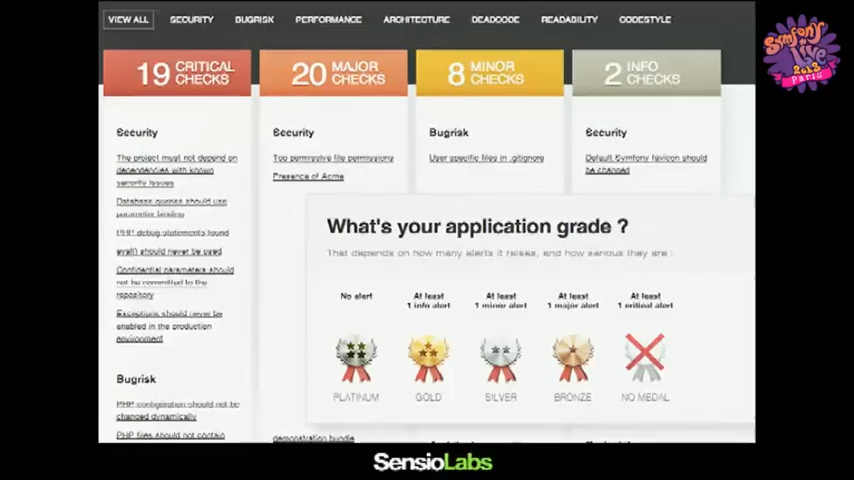 VIEW ALL SECURITY BUGRISK PERFORMANCE ARCHITECTURE DEADCODE READABILITY CODESTYLE
Symfony
Live
2013
Paris
19 CRITICAL
CHECKS
20 MAJOR
CHECKS
8 MINOR
CHECKS
2 INFO
CHECKS
Security
The project must not depend on
dependencies with known
security issues
Database queries should use
parameter binding
PHP debug statements found
eval() should never be used
Confidential parameters should
not be committed to the
repository
Exceptions should never be
enabled in the production
environment
Bugrisk
PHP configuration should not be
changed dynamically
PHP files should not contain
Security
Too permissive file permissions
Presence of Acme
demonstration bundle
Bugrisk
User specific files in .gitignore
Security
Default Symfony favicon should
be changed
What's your application grade ?
That depends on how many alerts it raises, and how serious they are :
No alert
At least
1 info alert
At least
1 minor alert
At least
1 major alert
At least
1 critical alert
PLATINUM GOLD SILVER BRONZE NO MEDAL
SensioLabs